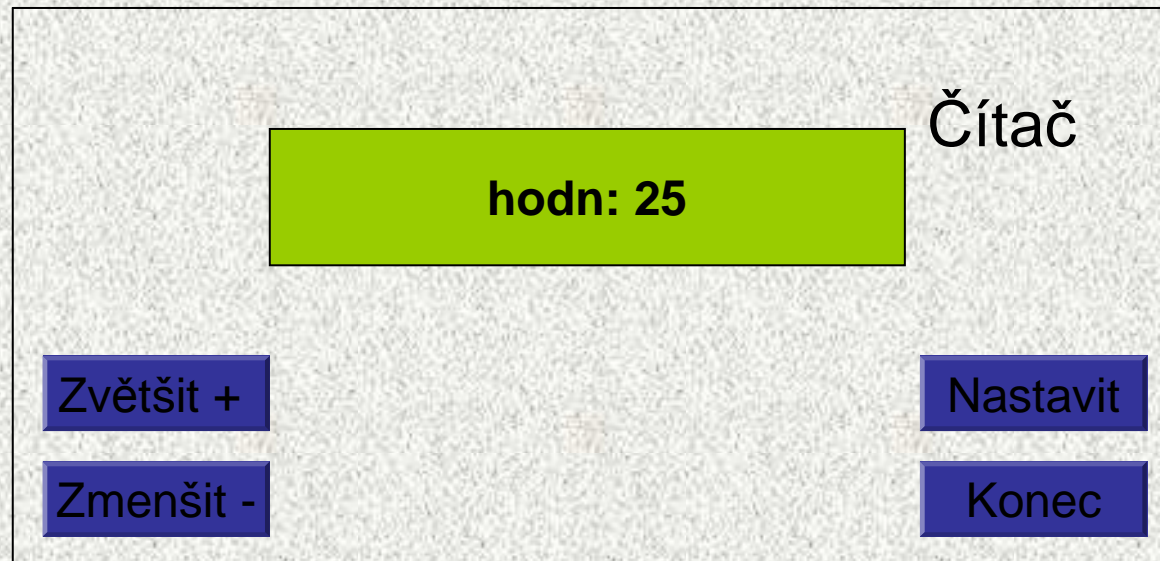 Čítač
hodn: 25
Zvětšit +
Nastavit
Zmenšit -
Konec